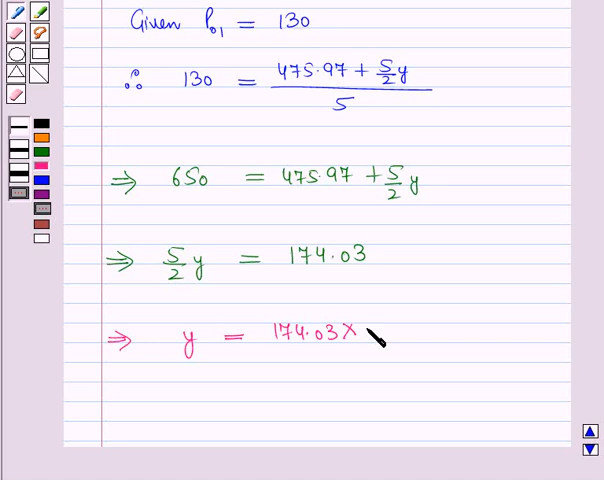 Given P₀₁ = 130
∴ 130 = (475.97 + 5/2 y) / 5
⇒ 650 = 475.97 + 5/2 y
⇒ 5/2 y = 174.03
⇒ y = 174.03 ×